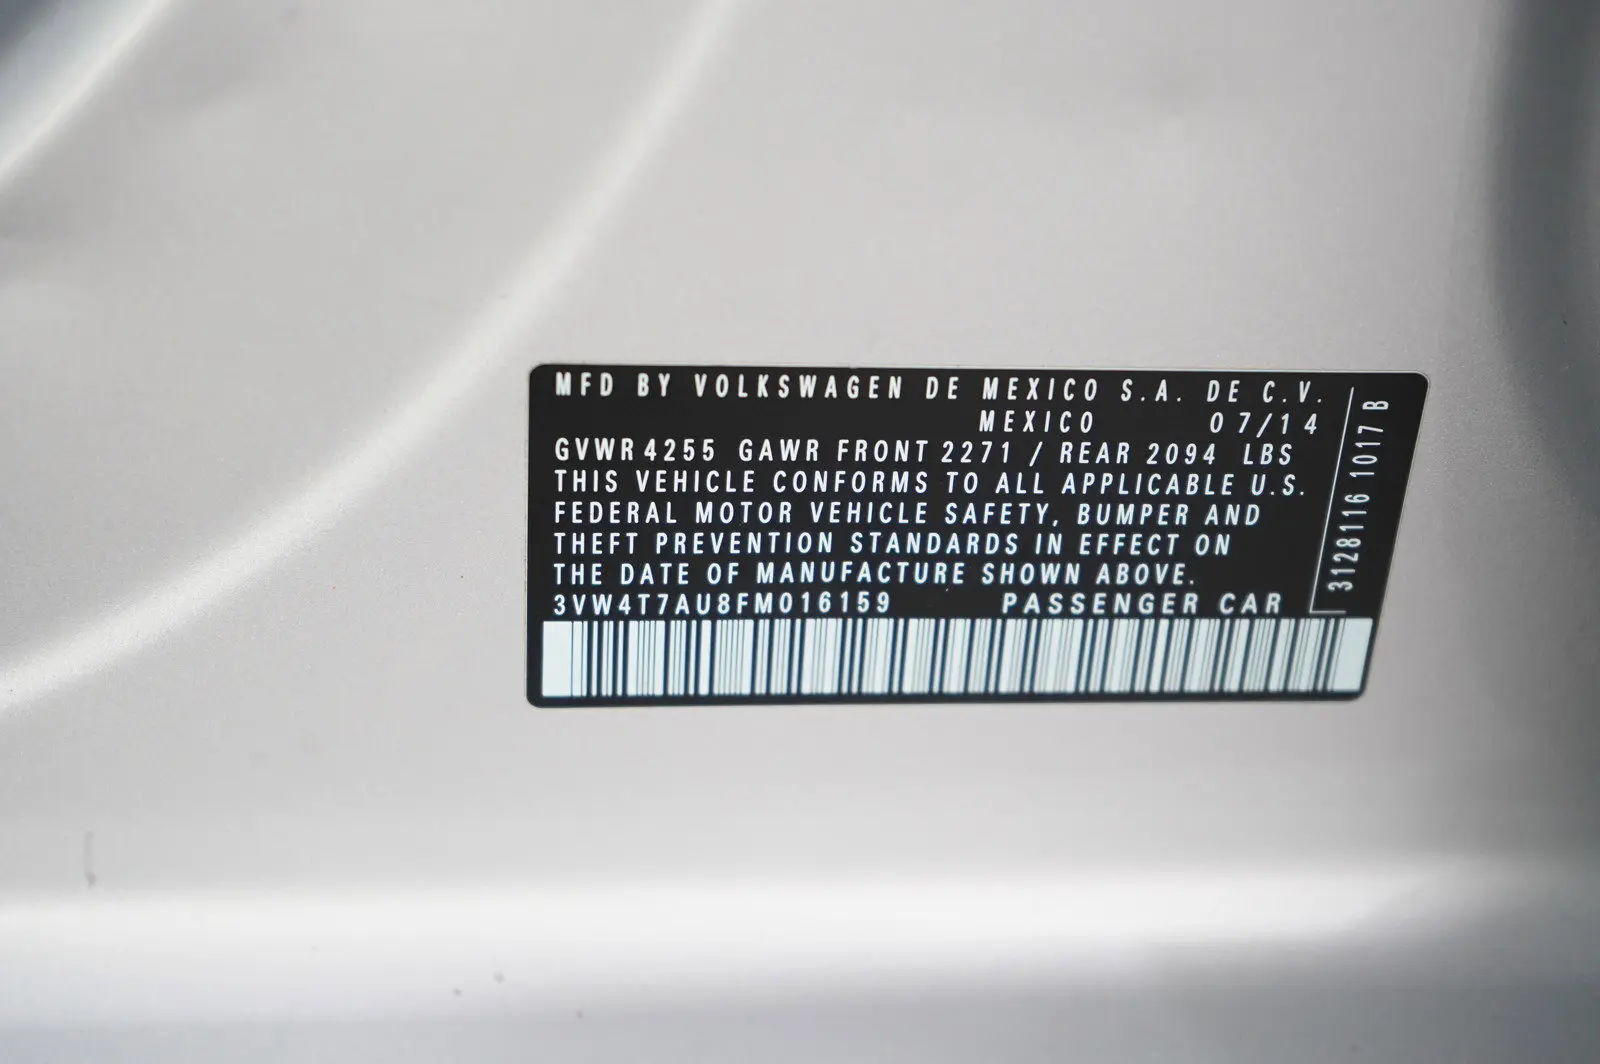 MFD BY VOLKSWAGEN DE MEXICO S.A. DE C.V.
MEXICO 07/14
GVWR 4255 GAWR FRONT 2271 / REAR 2094 LBS
THIS VEHICLE CONFORMS TO ALL APPLICABLE U.S.
FEDERAL MOTOR VEHICLE SAFETY, BUMPER AND
THEFT PREVENTION STANDARDS IN EFFECT ON
THE DATE OF MANUFACTURE SHOWN ABOVE.
3VW4T7AU8FM016159 PASSENGER CAR
3128116 1017 B